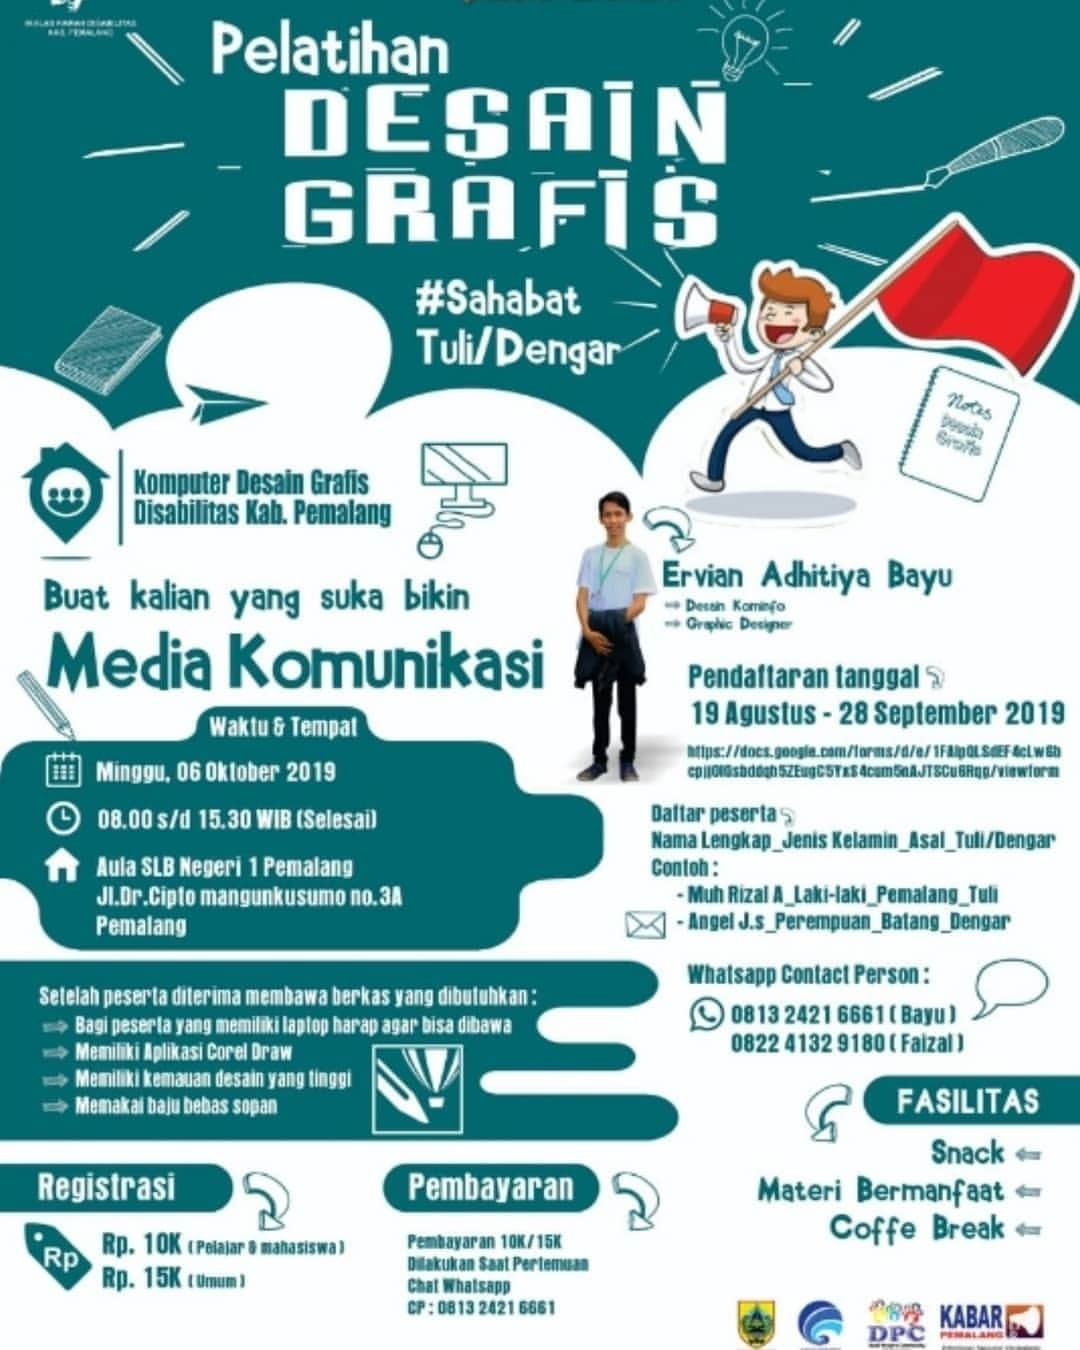 Pelatihan
DESAIN
GRAFIS
#Sahabat
Tuli/Dengar
Notes
Desain
Grafis
Komputer Desain Grafis
Disabilitas Kab. Pemalang
Buat kalian yang suka bikin
Media Komunikasi
Ervian Adhitiya Bayu
Desain Kominfo
Graphic Designer
Waktu & Tempat
Minggu, 06 Oktober 2019
08.00 s/d 15.30 WIB (Selesai)
Aula SLB Negeri 1 Pemalang
Jl.Dr.Cipto mangunkusumo no.3A
Pemalang
Pendaftaran tanggal
19 Agustus - 28 September 2019
https://docs.google.com/forms/d/e/
Daftar peserta
Nama Lengkap_Jenis Kelamin_Asal_Tuli/Dengar
Contoh :
- Muh Rizal A_Laki-laki_Pemalang_Tuli
- Angel J.s_Perempuan_Batang_Dengar
Whatsapp Contact Person :
0813 2421 6661 ( Bayu )
0822 4132 9180 ( Faizal )
Setelah peserta diterima membawa berkas yang dibutuhkan :
Bagi peserta yang memiliki laptop harap agar bisa dibawa
Memiliki Aplikasi Corel Draw
Memiliki kemauan desain yang tinggi
Memakai baju bebas sopan
FASILITAS
Snack
Materi Bermanfaat
Coffe Break
Registrasi
Rp
Rp. 10K ( Pelajar & mahasiswa )
Rp. 15K ( Umum )
Pembayaran
Pembayaran 10K/15K
Dilakukan Saat Pertemuan
Chat Whatsapp
CP : 0813 2421 6661
DPC
KABAR
PEMALANG